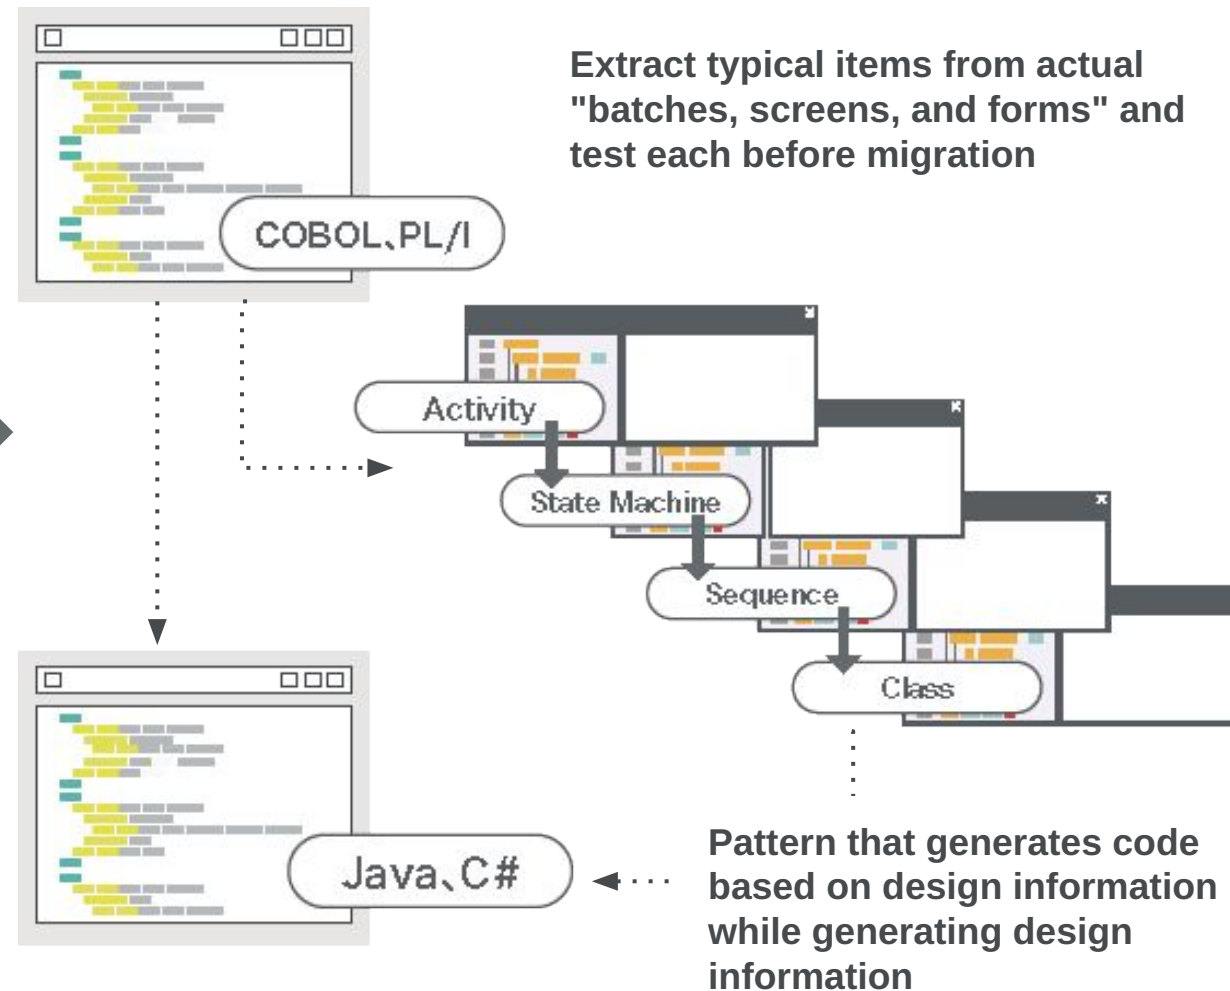 Extract typical items from actual
"batches, screens, and forms" and
test each before migration
COBOL、PL/I
Activity
State Machine
Sequence
Class
Java、C#
Pattern that generates code
based on design information
while generating design
information